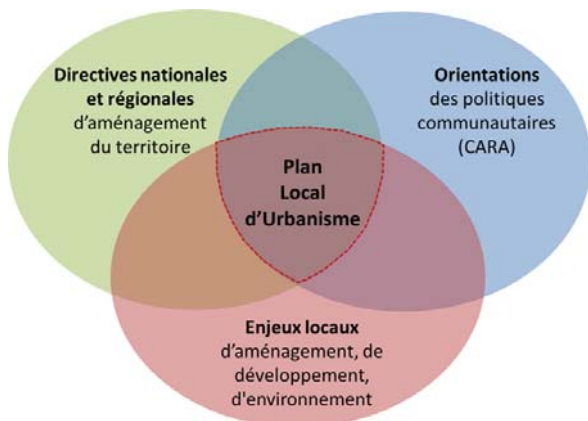 Directives nationales
et régionales
d'aménagement
du territoire
Orientations
des politiques
communautaires
(CARA)
Plan
Local
d'Urbanisme
Enjeux locaux
d'aménagement, de
développement,
d'environnement